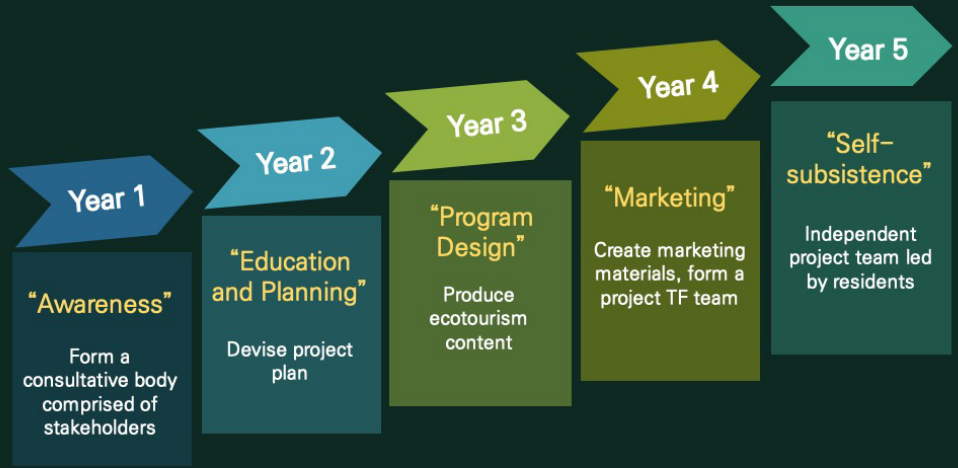 Year 1
"Awareness"
Form a
consultative body
comprised of
stakeholders
Year 2
"Education
and Planning"
Devise project
plan
Year 3
"Program
Design"
Produce
ecotourism
content
Year 4
"Marketing"
Create marketing
materials, form a
project TF team
Year 5
"Self-
subsistence"
Independent
project team led
by residents